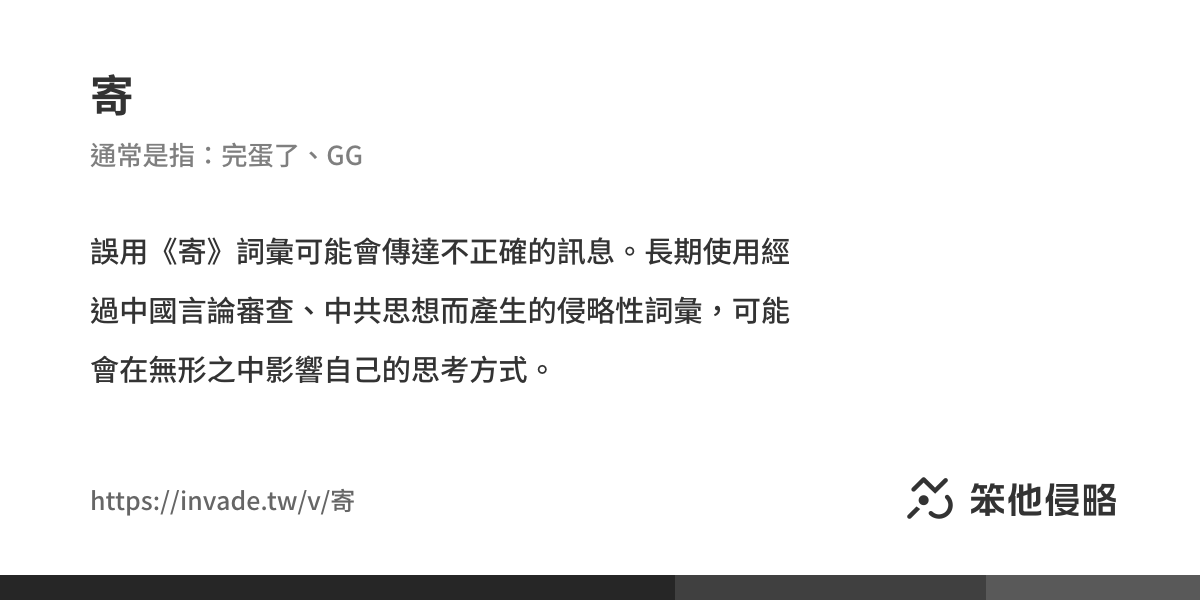 寄
通常是指：完蛋了、GG
誤用《寄》詞彙可能會傳達不正確的訊息。長期使用經
過中國言論審查、中共思想而產生的侵略性詞彙，可能
會在無形之中影響自己的思考方式。
https://invade.tw/v/寄
笨他侵略